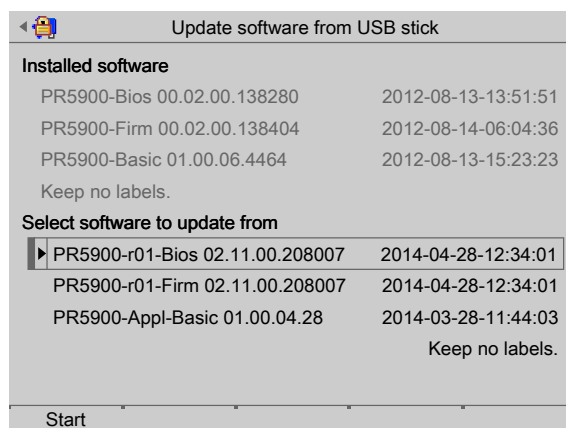 Update software from USB stick
Installed software
PR5900-Bios 00.02.00.138280 2012-08-13-13:51:51
PR5900-Firm 00.02.00.138404 2012-08-14-06:04:36
PR5900-Basic 01.00.06.4464 2012-08-13-15:23:23
Keep no labels.
Select software to update from
PR5900-r01-Bios 02.11.00.208007 2014-04-28-12:34:01
PR5900-r01-Firm 02.11.00.208007 2014-04-28-12:34:01
PR5900-Appl-Basic 01.00.04.28 2014-03-28-11:44:03
Keep no labels.
Start